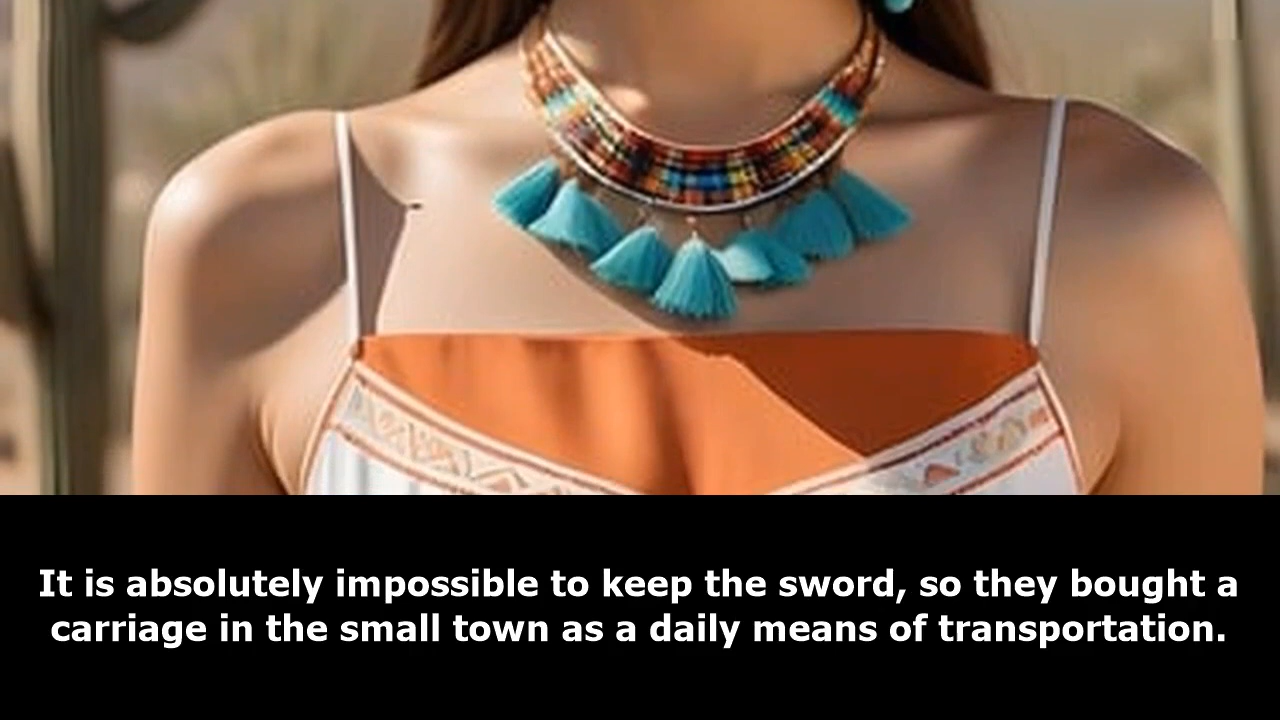 It is absolutely impossible to keep the sword, so they bought a
carriage in the small town as a daily means of transportation.